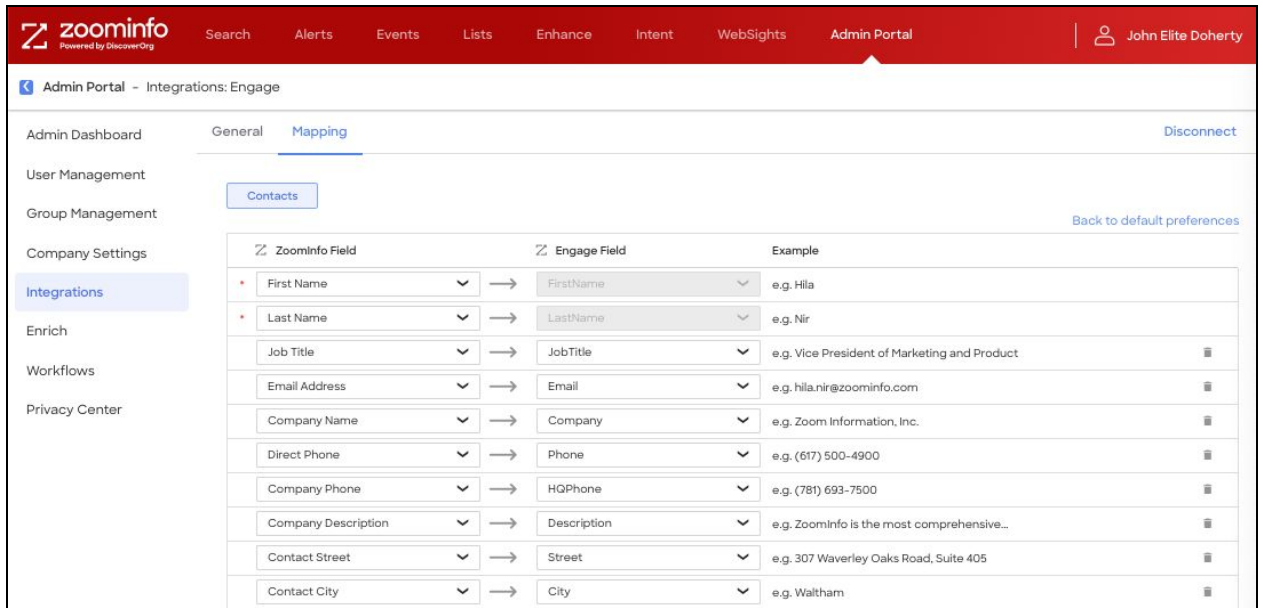 zoominfo
Powered by DiscoverOrg
Search Alerts Events Lists Enhance Intent WebSights Admin Portal John Elite Doherty
Admin Portal - Integrations: Engage
Admin Dashboard
User Management
Group Management
Company Settings
Integrations
Enrich
Workflows
Privacy Center
General Mapping Disconnect
Contacts
Back to default preferences
ZoomInfo Field Engage Field Example
* First Name FirstName e.g. Hila
* Last Name LastName e.g. Nir
Job Title JobTitle e.g. Vice President of Marketing and Product
Email Address Email e.g. hila.nir@zoominfo.com
Company Name Company e.g. Zoom Information, Inc.
Direct Phone Phone e.g. (617) 500-4900
Company Phone HQPhone e.g. (781) 693-7500
Company Description Description e.g. ZoomInfo is the most comprehensive...
Contact Street Street e.g. 307 Waverley Oaks Road, Suite 405
Contact City City e.g. Waltham